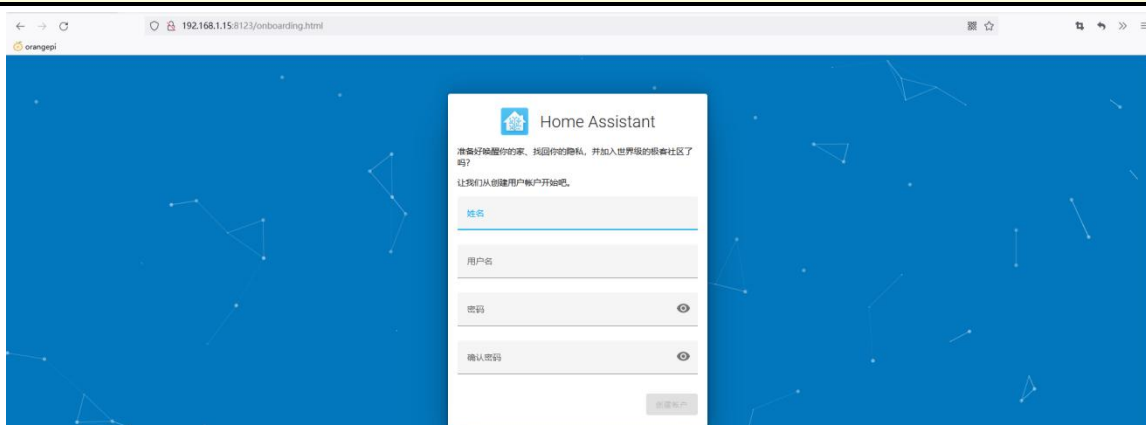 192.168.1.15:8123/onboarding.html
orangepi
Home Assistant
准备好唤醒你的家、找回你的隐私，并加入世界级的极客社区了
吗?
让我们从创建用户帐户开始吧。
姓名
用户名
密码
确认密码
创建帐户